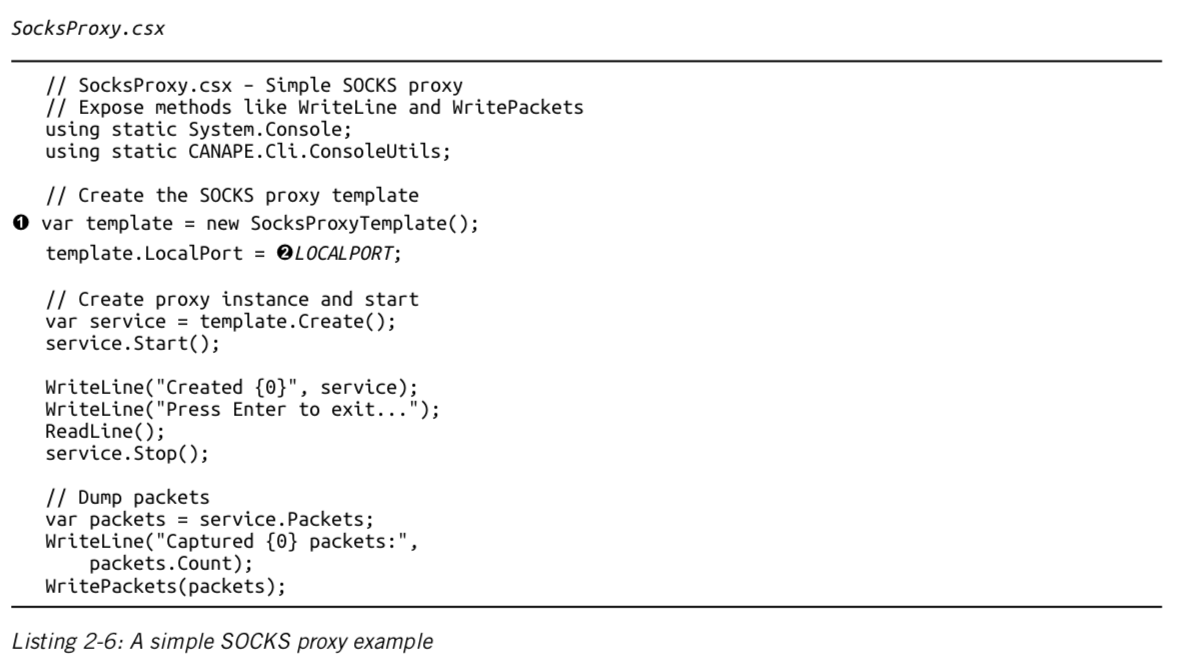 SocksProxy.csx
// SocksProxy.csx – Simple SOCKS proxy
// Expose methods like WriteLine and WritePackets
using static System.Console;
using static CANAPE.Cli.ConsoleUtils;
// Create the SOCKS proxy template
❶ var template = new SocksProxyTemplate();
template.LocalPort = ❷LOCALPORT;
// Create proxy instance and start
var service = template.Create();
service.Start();
WriteLine("Created {0}", service);
WriteLine("Press Enter to exit...");
ReadLine();
service.Stop();
// Dump packets
var packets = service.Packets;
WriteLine("Captured {0} packets:",
packets.Count);
WritePackets(packets);
Listing 2-6: A simple SOCKS proxy example